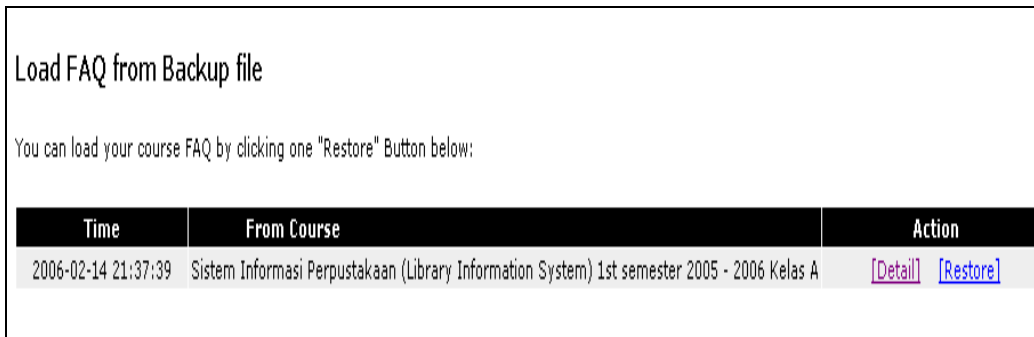 Load FAQ from Backup file
You can load your course FAQ by clicking one "Restore" Button below:
Time From Course Action
2006-02-14 21:37:39 Sistem Informasi Perpustakaan (Library Information System) 1st semester 2005 - 2006 Kelas A [Detail] [Restore]